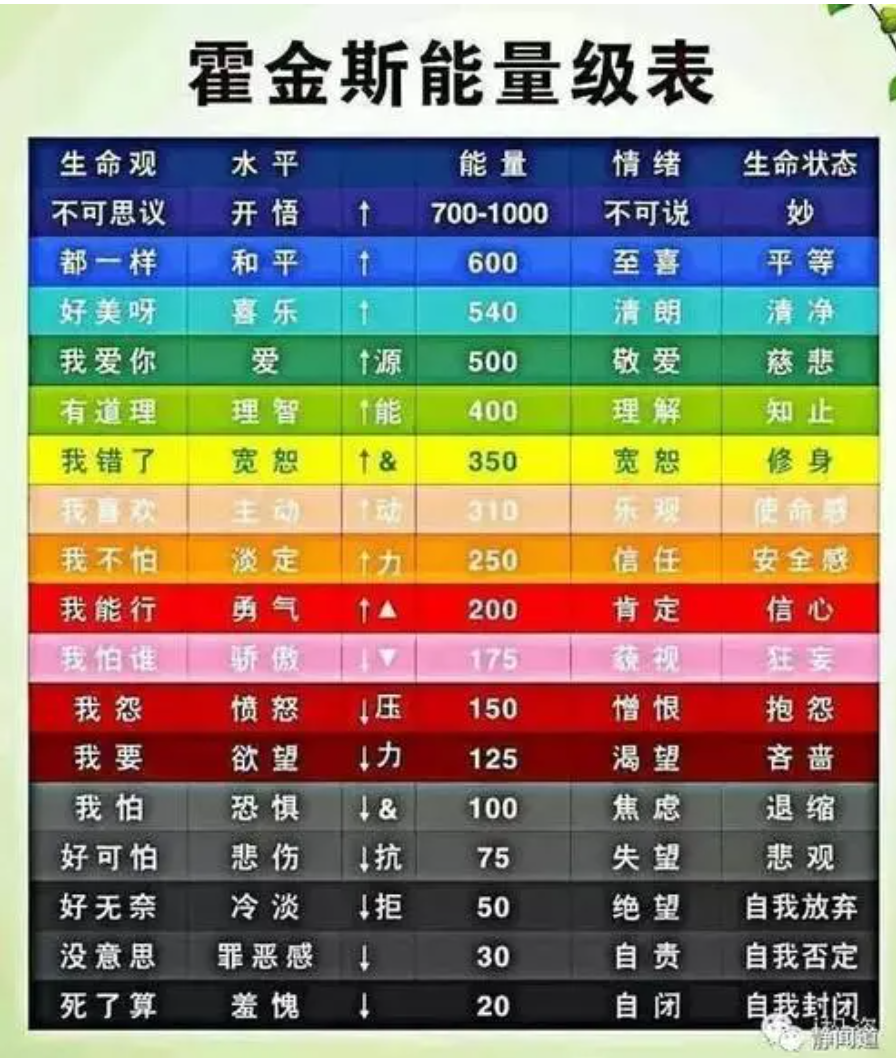 霍金斯能量级表
生命观 水平 能量 情绪 生命状态
不可思议 开悟 ↑ 700-1000 不可说 妙
都一样 和平 ↑ 600 至喜 平等
好美呀 喜乐 ↑ 540 清朗 清净
我爱你 爱 ↑源 500 敬爱 慈悲
有道理 理智 ↑能 400 理解 知止
我错了 宽恕 ↑& 350 宽恕 修身
我喜欢 主动 ↑动 310 乐观 使命感
我不怕 淡定 ↑力 250 信任 安全感
我能行 勇气 ↑▲ 200 肯定 信心
我怕谁 骄傲 ↓▼ 175 藐视 狂妄
我怨 愤怒 ↓压 150 憎恨 抱怨
我要 欲望 ↓力 125 渴望 吝啬
我怕 恐惧 ↓& 100 焦虑 退缩
好可怕 悲伤 ↓抗 75 失望 悲观
好无奈 冷淡 ↓拒 50 绝望 自我放弃
没意思 罪恶感 ↓ 30 自责 自我否定
死了算 羞愧 ↓ 20 自闭 自我封闭
静闻道